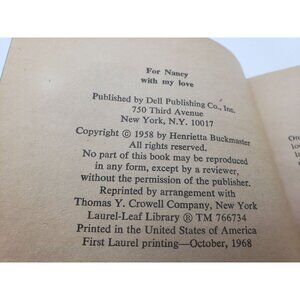 For Nancy
with my love
Published by Dell Publishing Co., Inc.
750 Third Avenue
New York, N.Y. 10017
Copyright © 1958 by Henrietta Buckmaster
All rights reserved.
No part of this book may be reproduced
in any form, except by a reviewer,
without the permission of the publisher.
Reprinted by arrangement with
Thomas Y. Crowell Company, New York
Laurel-Leaf Library ® TM 766734
Printed in the United States of America
First Laurel printing—October, 1968